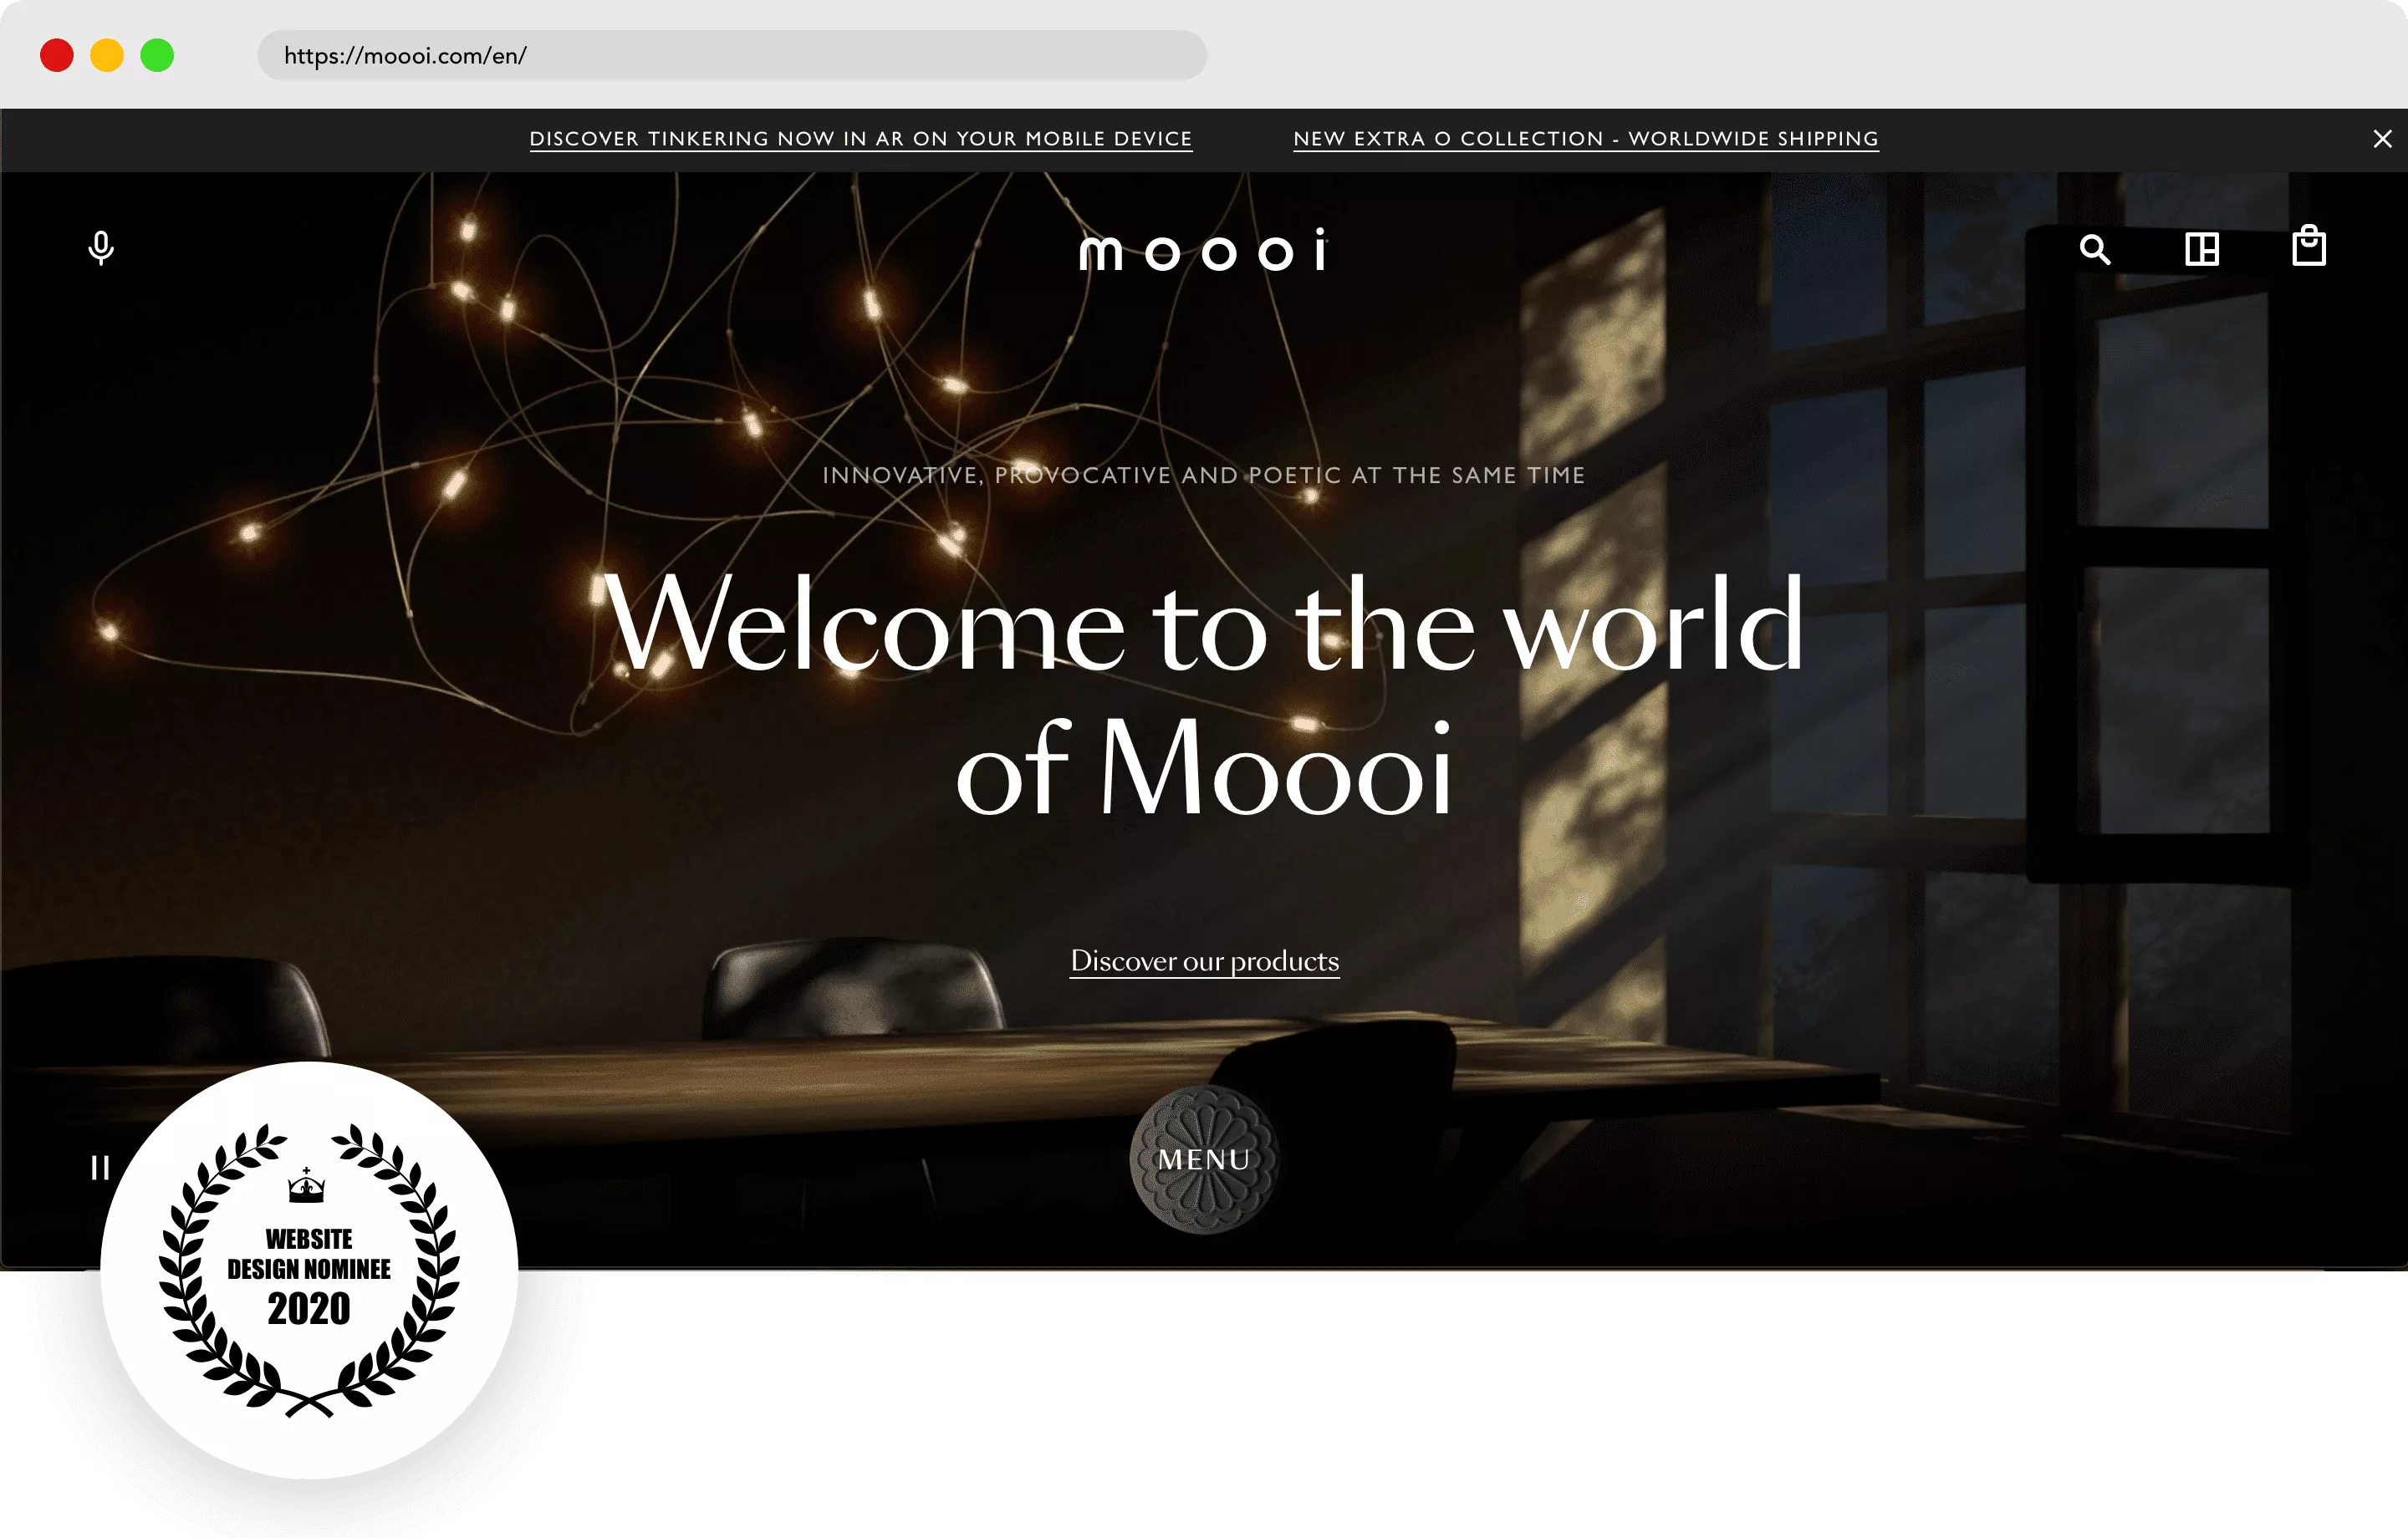 https://moooi.com/en/
DISCOVER TINKERING NOW IN AR ON YOUR MOBILE DEVICE
NEW EXTRA O COLLECTION - WORLDWIDE SHIPPING
moooi
INNOVATIVE, PROVOCATIVE AND POETIC AT THE SAME TIME
Welcome to the world
of Moooi
Discover our products
MENU
WEBSITE
DESIGN NOMINEE
2020